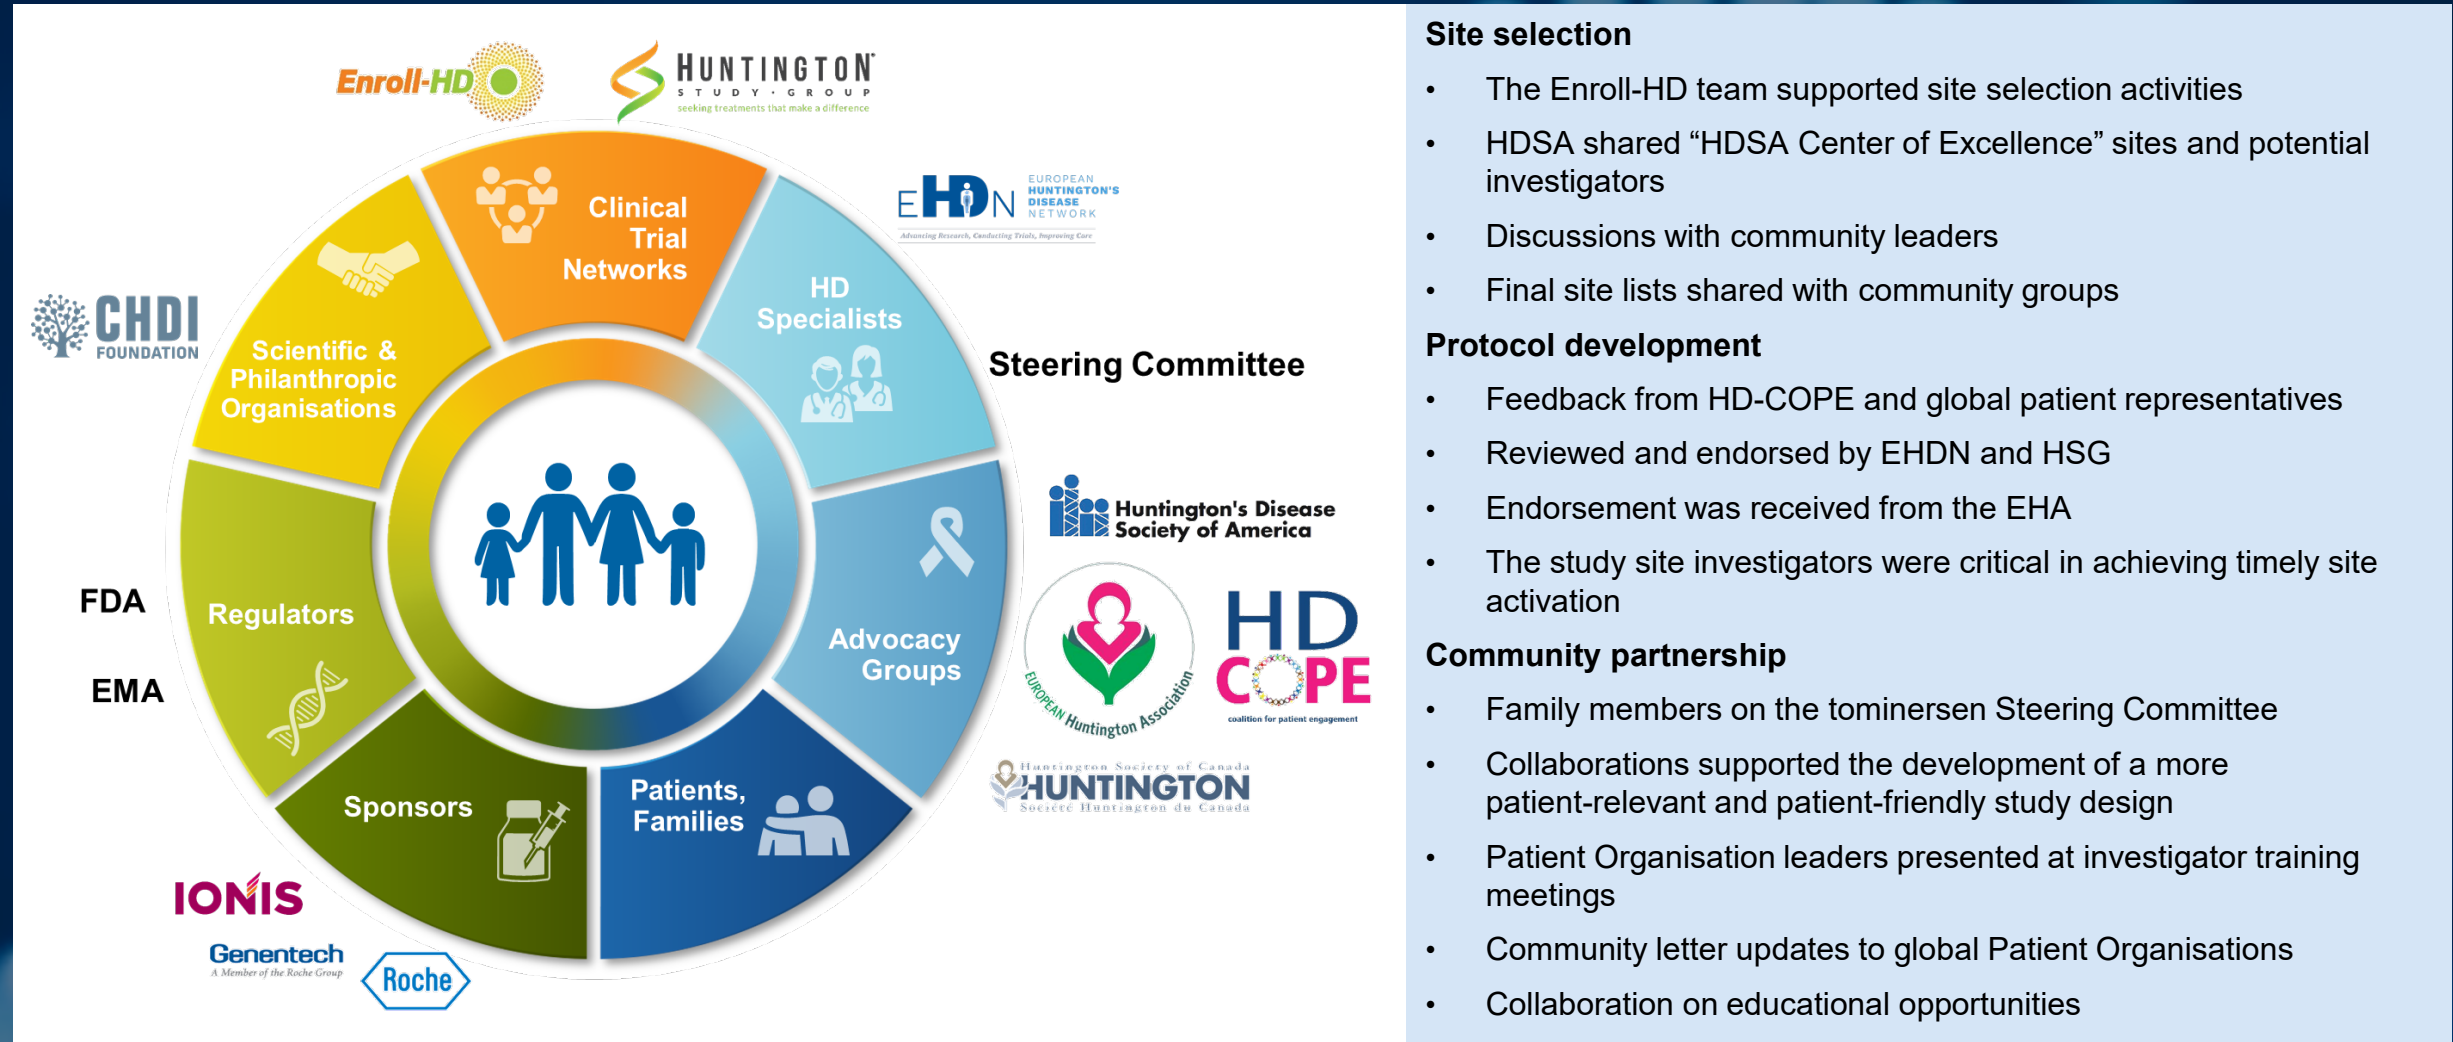 Enroll-HD
HUNTINGTON
STUDY · GROUP
seeking treatments that make a difference
EHDN
EUROPEAN
HUNTINGTON'S
DISEASE
NETWORK
Advancing Research, Conducting Trials, Improving Care
Clinical
Trial
Networks
HD
Specialists
CHDI
FOUNDATION
Scientific &
Philanthropic
Organisations
Steering Committee
Huntington's Disease
Society of America
FDA
Regulators
EMA
Advocacy
Groups
EUROPEAN Huntington Association
HD
COPE
coalition for patient engagement
Huntington Society of Canada
HUNTINGTON
Société Huntington du Canada
Sponsors
Patients,
Families
IONIS
Genentech
A Member of the Roche Group
Roche
Site selection
• The Enroll-HD team supported site selection activities
• HDSA shared “HDSA Center of Excellence” sites and potential
investigators
• Discussions with community leaders
• Final site lists shared with community groups
Protocol development
• Feedback from HD-COPE and global patient representatives
• Reviewed and endorsed by EHDN and HSG
• Endorsement was received from the EHA
• The study site investigators were critical in achieving timely site
activation
Community partnership
• Family members on the tominersen Steering Committee
• Collaborations supported the development of a more
patient-relevant and patient-friendly study design
• Patient Organisation leaders presented at investigator training
meetings
• Community letter updates to global Patient Organisations
• Collaboration on educational opportunities